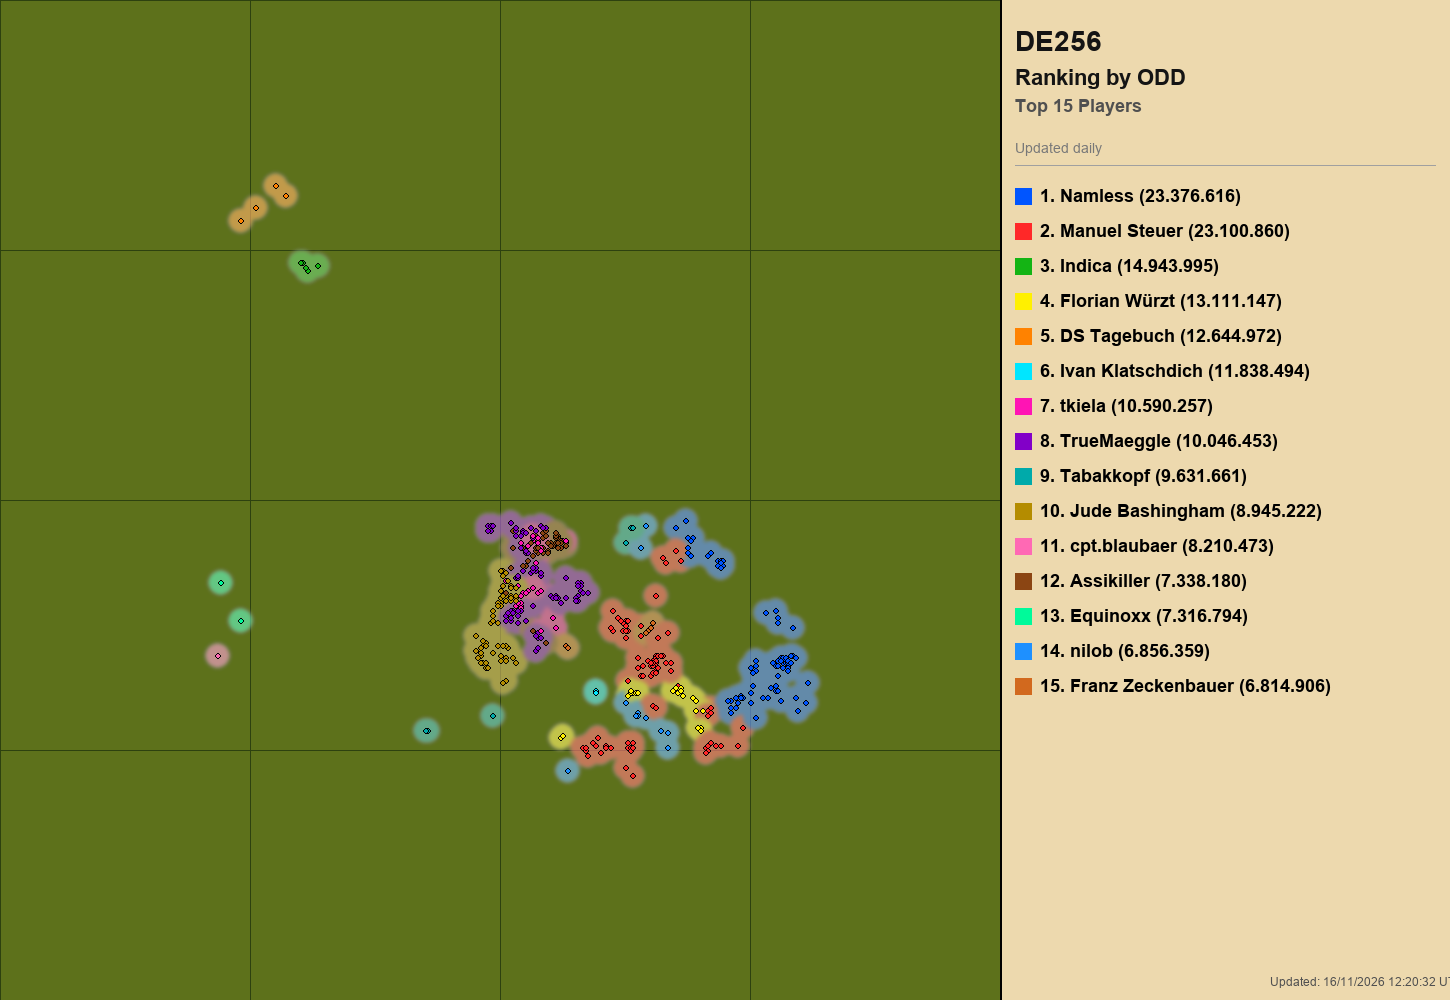 DE256
Ranking by ODD
Top 15 Players
Updated daily
1. Namless (23.376.616)
2. Manuel Steuer (23.100.860)
3. Indica (14.943.995)
4. Florian Würzt (13.111.147)
5. DS Tagebuch (12.644.972)
6. Ivan Klatschdich (11.838.494)
7. tkiela (10.590.257)
8. TrueMaeggle (10.046.453)
9. Tabakkopf (9.631.661)
10. Jude Bashingham (8.945.222)
11. cpt.blaubaer (8.210.473)
12. Assikiller (7.338.180)
13. Equinoxx (7.316.794)
14. nilob (6.856.359)
15. Franz Zeckenbauer (6.814.906)
Updated: 16/11/2026 12:20:32 U